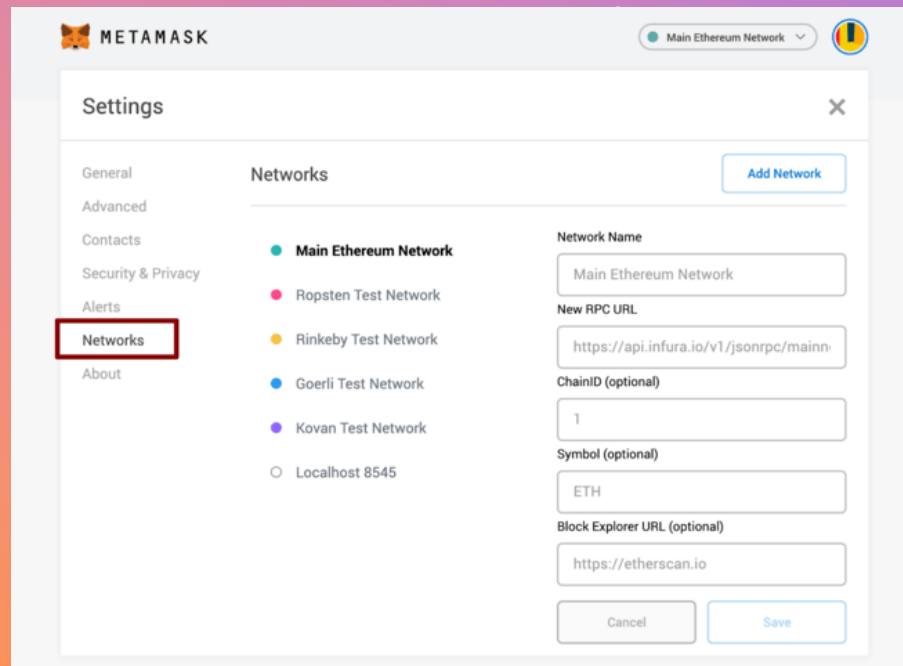 METAMASK
Main Ethereum Network
Settings
General
Advanced
Contacts
Security & Privacy
Alerts
Networks
About
Networks
Add Network
Main Ethereum Network
Ropsten Test Network
Rinkeby Test Network
Goerli Test Network
Kovan Test Network
Localhost 8545
Network Name
Main Ethereum Network
New RPC URL
https://api.infura.io/v1/jsonrpc/mainn
ChainID (optional)
1
Symbol (optional)
ETH
Block Explorer URL (optional)
https://etherscan.io
Cancel
Save